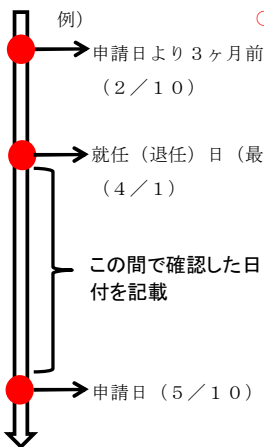 例）
申請日より３ヶ月前
（２／１０）
就任（退任）日（最
（４／１）
この間で確認した日
付を記載
申請日（５／１０）